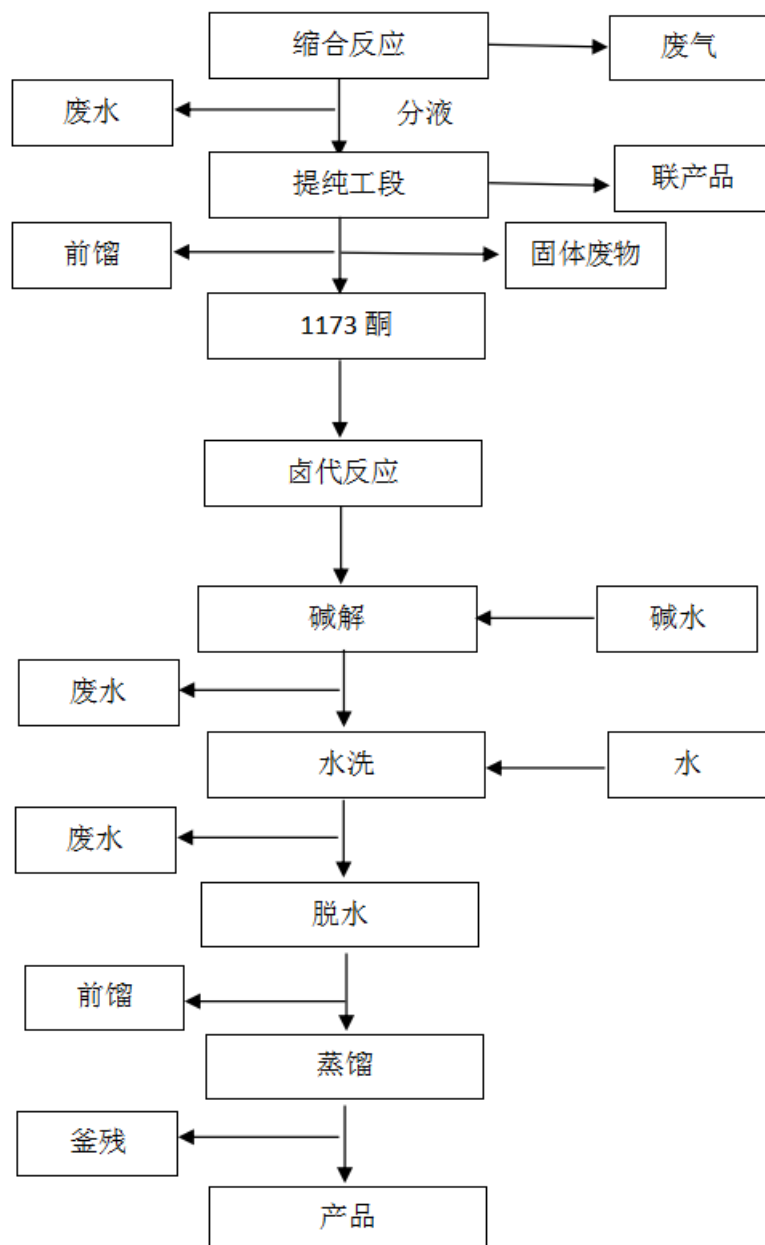 缩合反应
废气
废水
分液
提纯工段
联产品
前馏
固体废物
1173 酮
卤代反应
碱解
碱水
废水
水洗
水
废水
脱水
前馏
蒸馏
釜残
产品